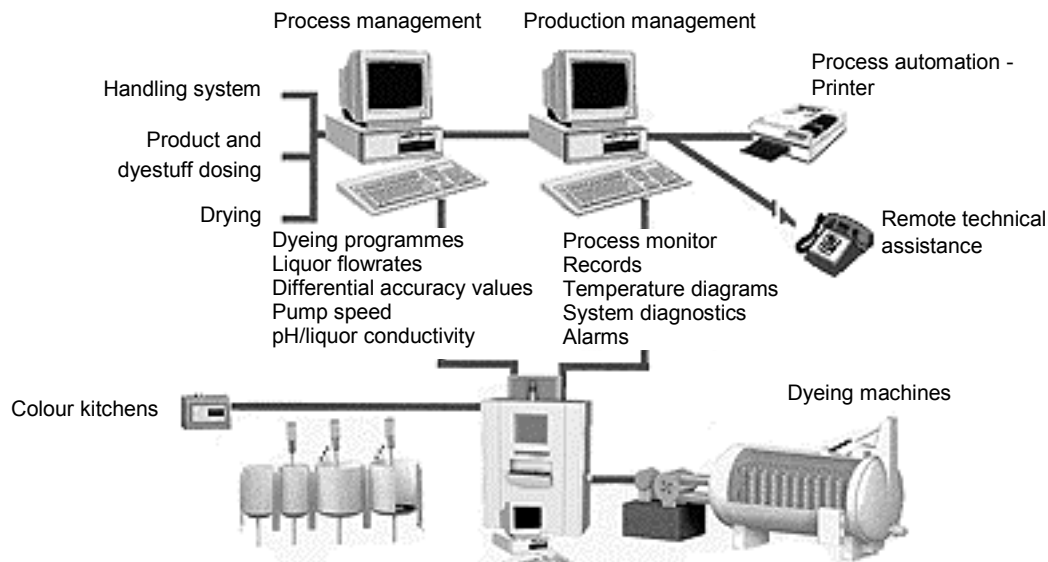 Process management
Production management
Process automation -
Printer
Handling system
Product and
dyestuff dosing
Drying
Remote technical
assistance
Dyeing programmes
Liquor flowrates
Differential accuracy values
Pump speed
pH/liquor conductivity
Process monitor
Records
Temperature diagrams
System diagnostics
Alarms
Colour kitchens
Dyeing machines